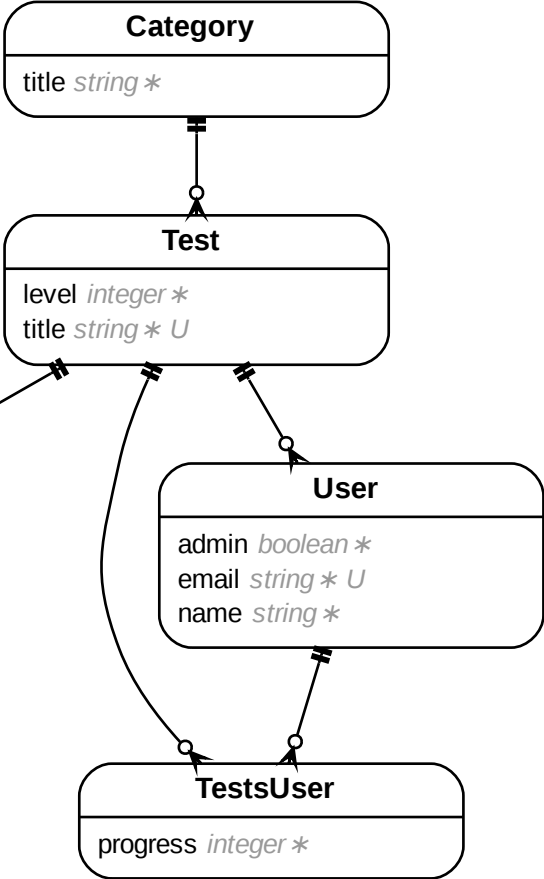 Category
title string ∗
Test
level integer ∗
title string ∗ U
User
admin boolean ∗
email string ∗ U
name string ∗
TestsUser
progress integer ∗